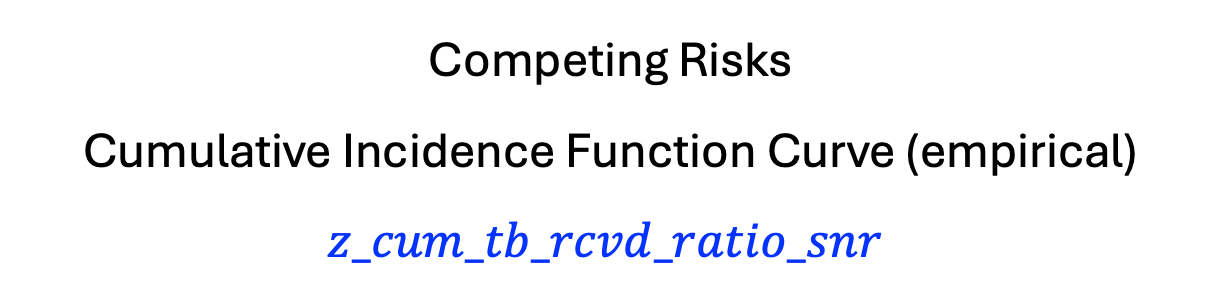 Competing Risks
Cumulative Incidence Function Curve (empirical)
z_cum_tb_rcvd_ratio_snr